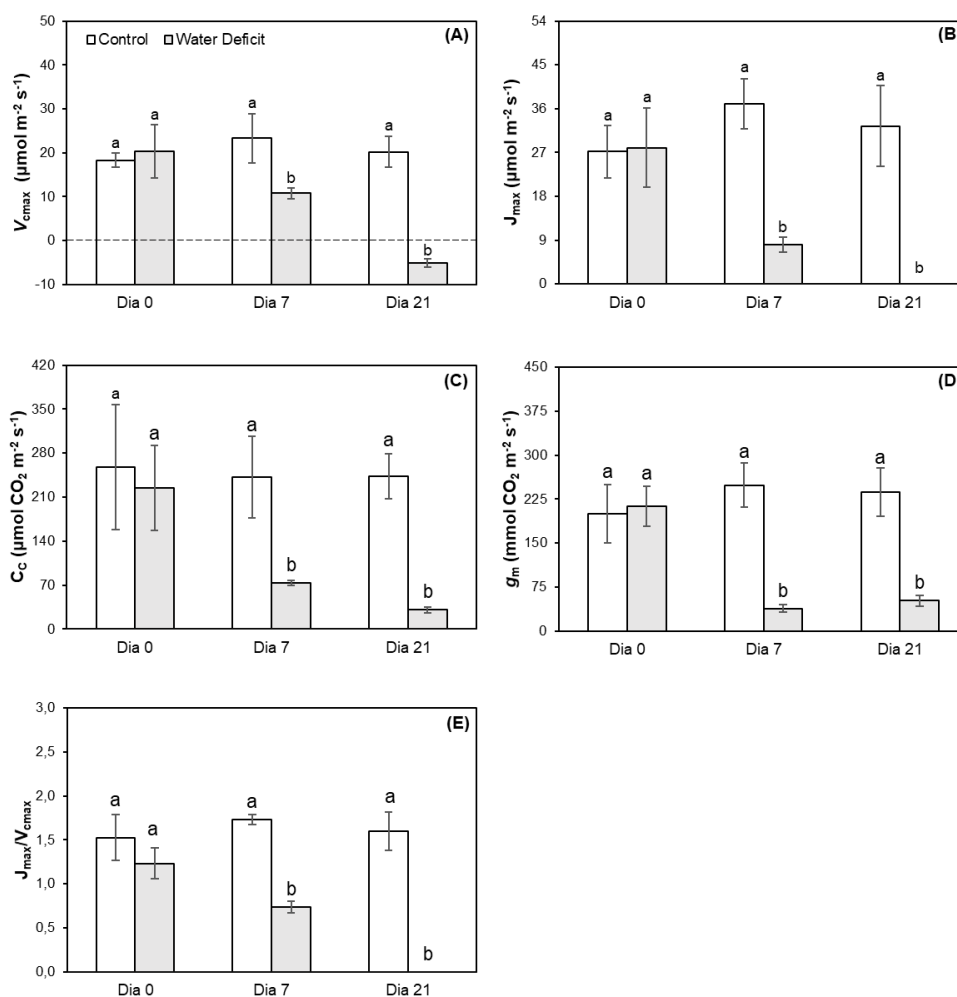 (A)
Control Water Deficit
Vcmax (µmol m-2 s-1)
50
40
30
20
10
0
-10
a a a b a b
Dia 0 Dia 7 Dia 21
(B)
Jmax (µmol m-2 s-1)
54
45
36
27
18
9
0
a a a b a b
Dia 0 Dia 7 Dia 21
(C)
CC (µmol CO2 m-2 s-1)
420
350
280
210
140
70
0
a a a b a b
Dia 0 Dia 7 Dia 21
(D)
gm (mmol CO2 m-2 s-1)
450
375
300
225
150
75
0
a a a b a b
Dia 0 Dia 7 Dia 21
(E)
Jmax/Vcmax
3,0
2,5
2,0
1,5
1,0
0,5
0,0
a a a b a b
Dia 0 Dia 7 Dia 21